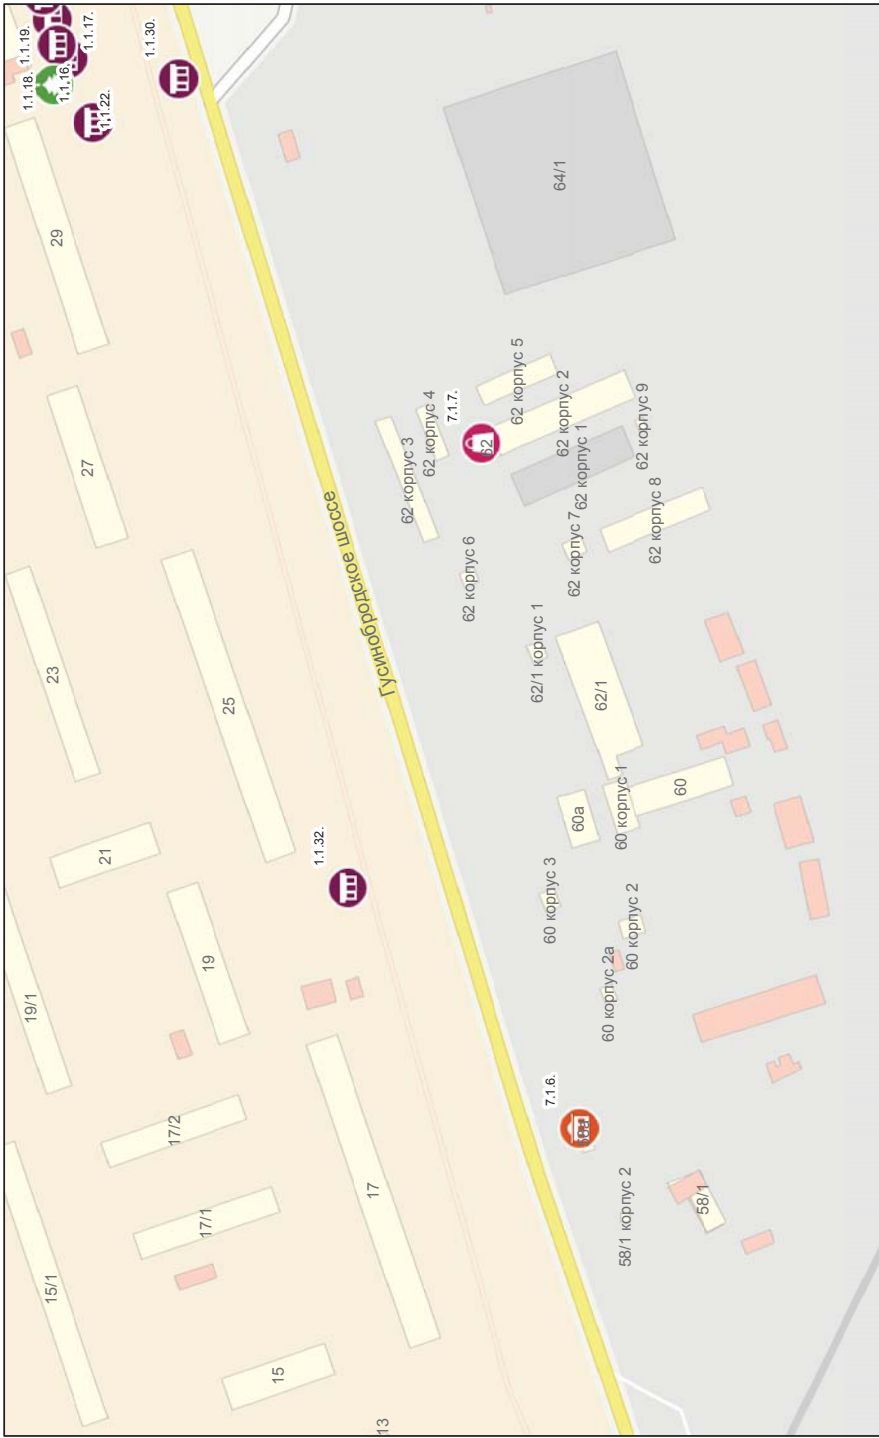 1.1.19.
1.1.17.
1.1.18.
1.1.16.
1.1.22.
1.1.30.
29
64/1
27
62 корпус 5
7.1.7.
62
62 корпус 4
62 корпус 2
62 корпус 3
62 корпус 1
62 корпус 9
62 корпус 8
62 корпус 7
62 корпус 6
Гусинобродское шоссе
23
25
62/1 корпус 1
62/1
21
1.1.32.
60а
60 корпус 1
60
60 корпус 3
60 корпус 2
60 корпус 2а
19
19/1
17/2
7.1.6.
58а
17
17/1
58/1 корпус 2
58/1
15/1
15
13